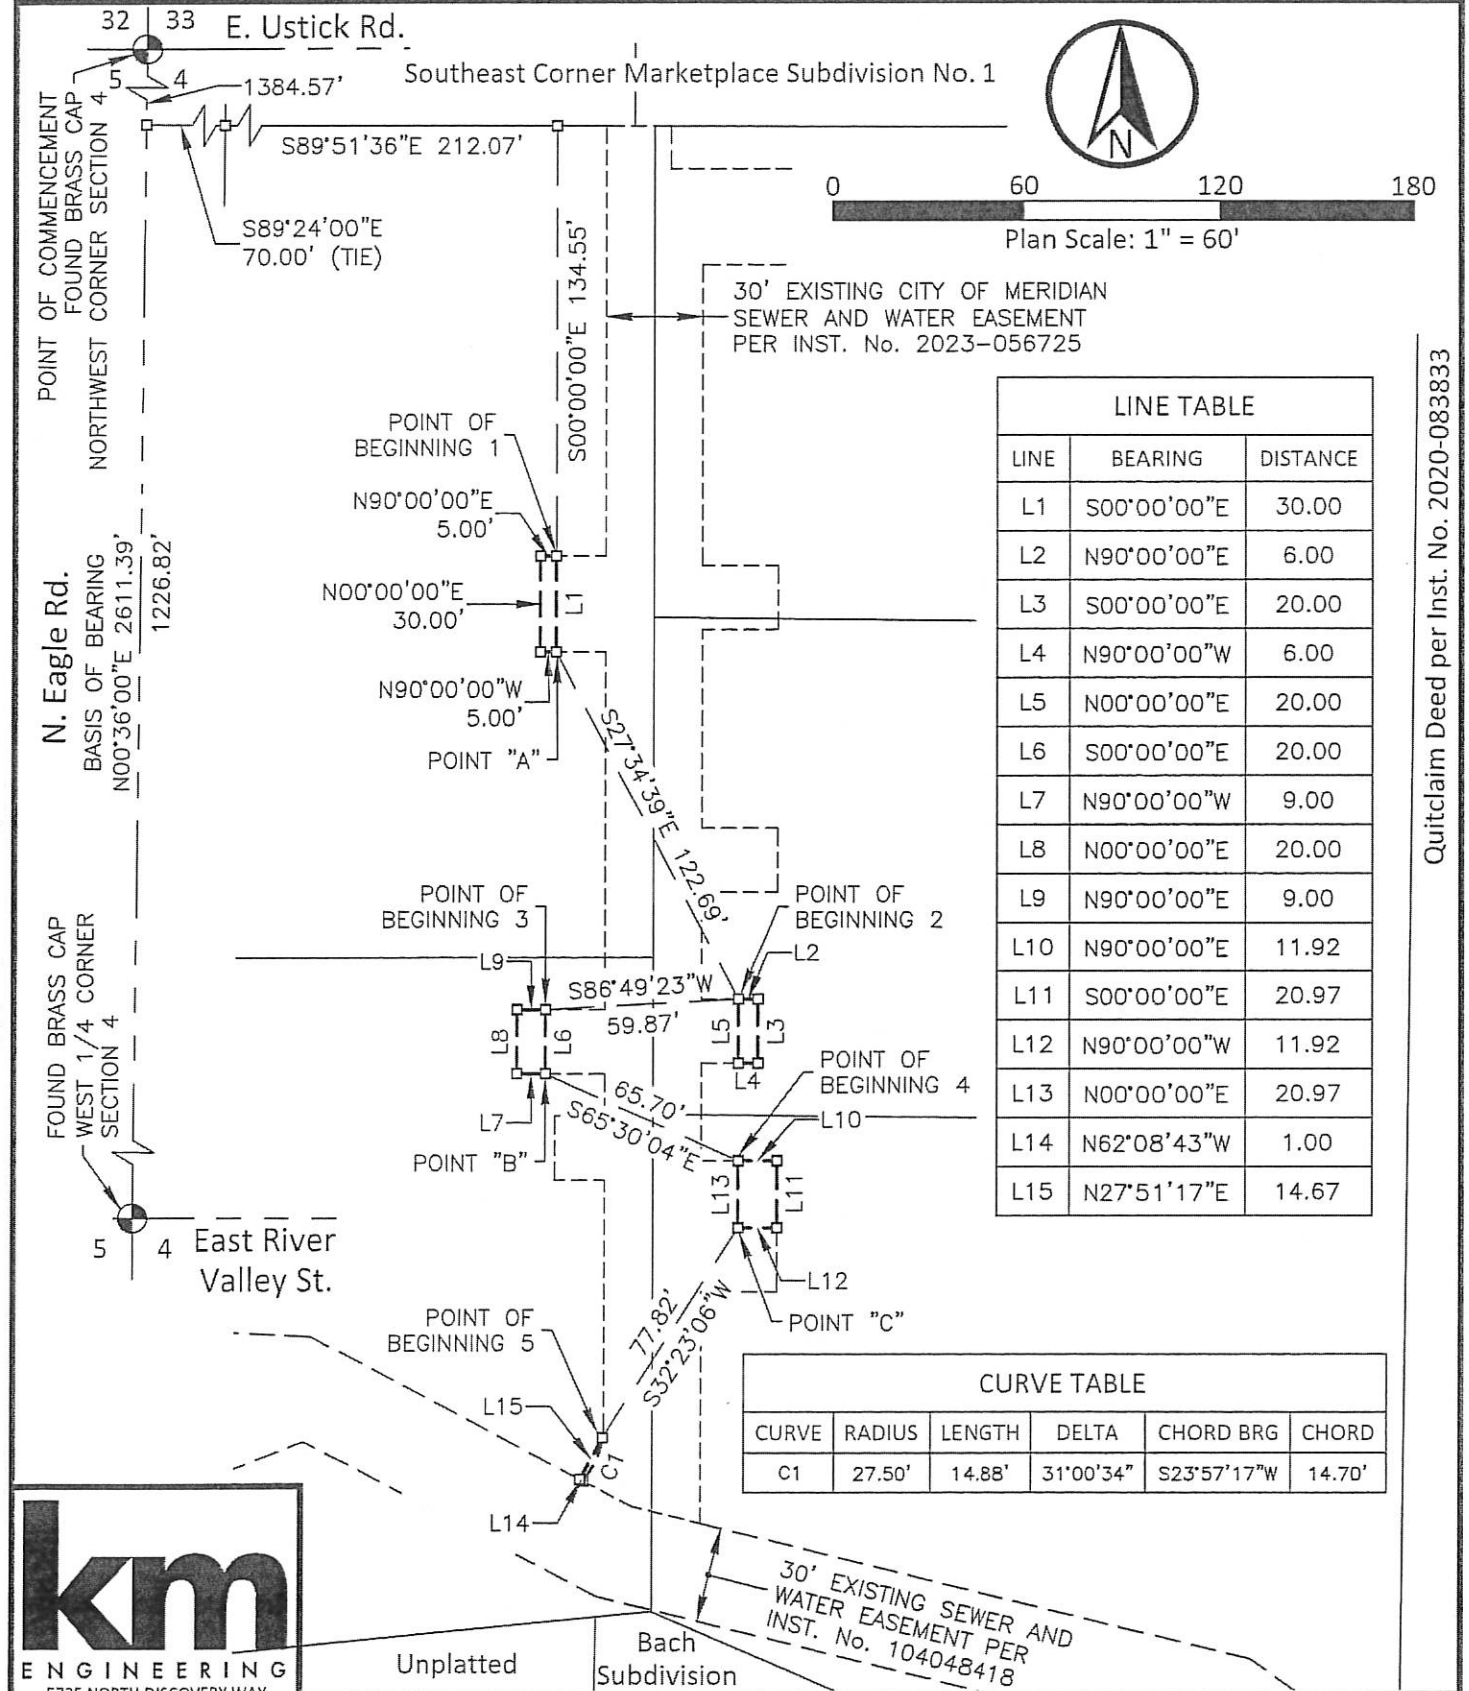 32 33
E. Ustick Rd.
5 4
1384.57'
Southeast Corner Marketplace Subdivision No. 1
N
S89°51'36"E 212.07'
S89°24'00"E
70.00' (TIE)
POINT OF COMMENCEMENT
FOUND BRASS CAP
NORTHWEST CORNER SECTION 4
0 60 120 180
Plan Scale: 1" = 60'
S00°00'00"E 134.55'
30' EXISTING CITY OF MERIDIAN
SEWER AND WATER EASEMENT
PER INST. No. 2023-056725
Quitclaim Deed per Inst. No. 2020-083833
LINE TABLE
LINE BEARING DISTANCE
L1 S00°00'00"E 30.00
L2 N90°00'00"E 6.00
L3 S00°00'00"E 20.00
L4 N90°00'00"W 6.00
L5 N00°00'00"E 20.00
L6 S00°00'00"E 20.00
L7 N90°00'00"W 9.00
L8 N00°00'00"E 20.00
L9 N90°00'00"E 9.00
L10 N90°00'00"E 11.92
L11 S00°00'00"E 20.97
L12 N90°00'00"W 11.92
L13 N00°00'00"E 20.97
L14 N62°08'43"W 1.00
L15 N27°51'17"E 14.67
POINT OF
BEGINNING 1
N90°00'00"E
5.00'
N00°00'00"E
30.00'
L1
N90°00'00"W
5.00'
POINT "A"
N. Eagle Rd.
BASIS OF BEARING
N00°36'00"E 2611.39'
1226.82'
S27°34'39"E 122.69'
POINT OF
BEGINNING 3
POINT OF
BEGINNING 2
L9
L2
S86°49'23"W
59.87'
L8
L6
L5
L3
L4
POINT OF
BEGINNING 4
65.70'
S65°30'04"E
L7
L10
POINT "B"
L13
L11
FOUND BRASS CAP
WEST 1/4 CORNER
SECTION 4
5 4
East River
Valley St.
L12
POINT "C"
77.82'
S32°23'06"W
POINT OF
BEGINNING 5
L15
C1
L14
CURVE TABLE
CURVE RADIUS LENGTH DELTA CHORD BRG CHORD
C1 27.50' 14.88' 31°00'34" S23°57'17"W 14.70'
30' EXISTING SEWER AND
WATER EASEMENT PER
INST. No. 104048418
km
ENGINEERING
5725 NORTH DISCOVERY WAY
Unplatted
Bach
Subdivision